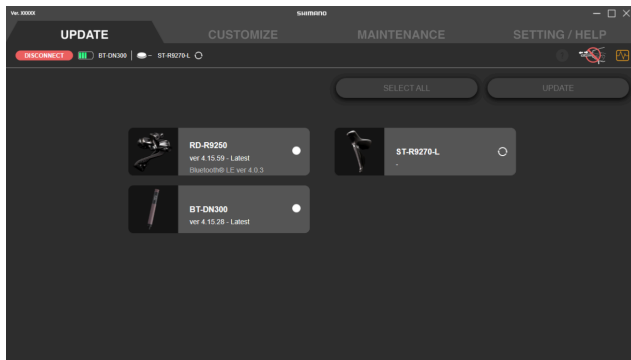 Ver. XXXXX
SHIMANO
UPDATE
CUSTOMIZE
MAINTENANCE
SETTING / HELP
DISCONNECT
BT-DN300
–
ST-R9270-L
SELECT ALL
UPDATE
RD-R9250
ver 4.15.59 - Latest
Bluetooth® LE ver 4.0.3
ST-R9270-L
-
BT-DN300
ver 4.15.28 - Latest